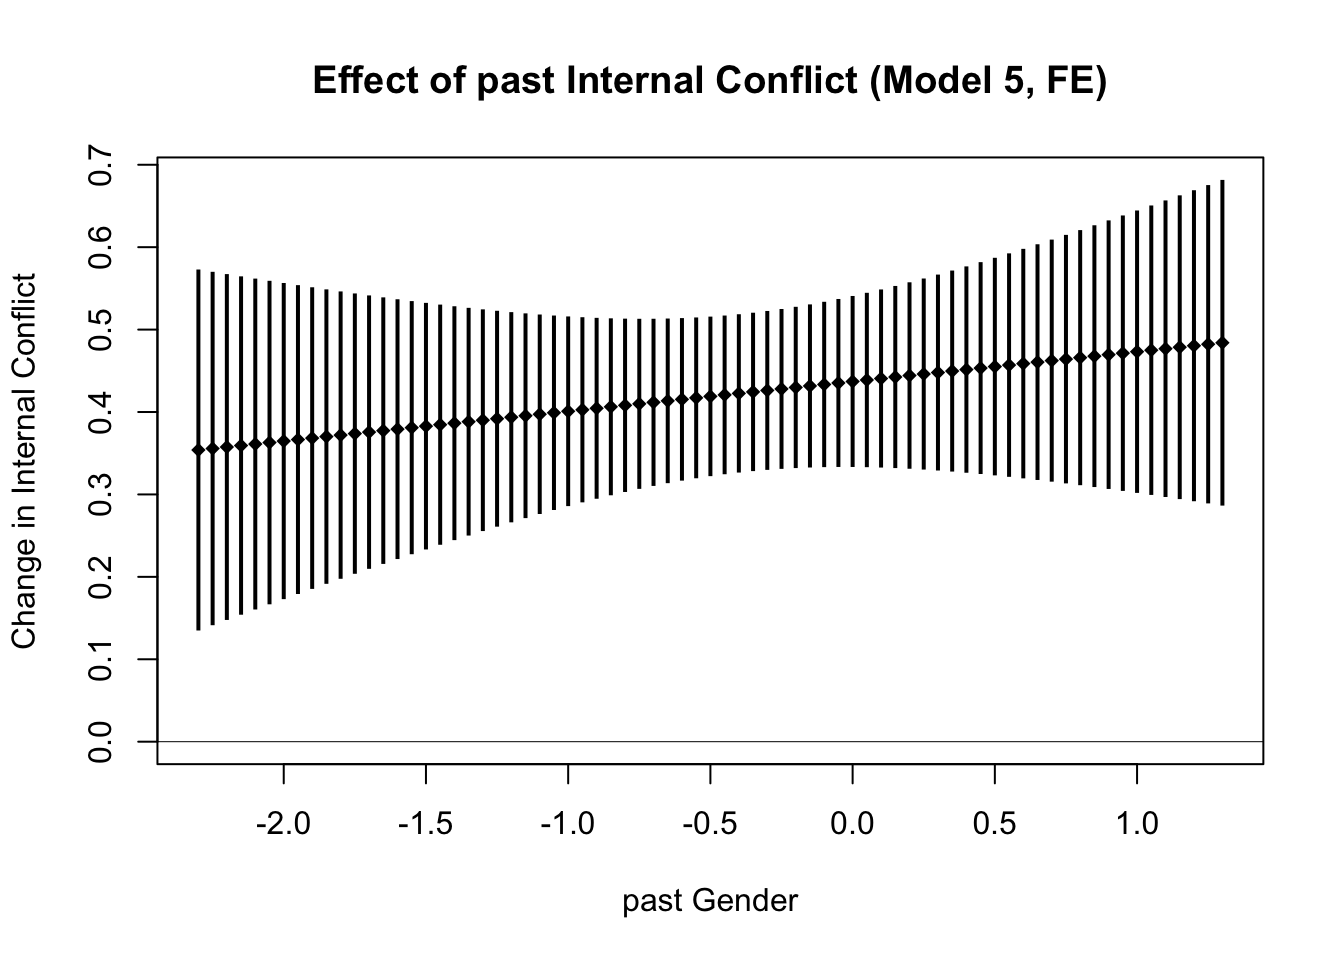 Effect of past Internal Conflict (Model 5, FE)
Change in Internal Conflict
0.7
0.6
0.5
0.4
0.3
0.2
0.1
0.0
-2.0 -1.5 -1.0 -0.5 0.0 0.5 1.0
past Gender